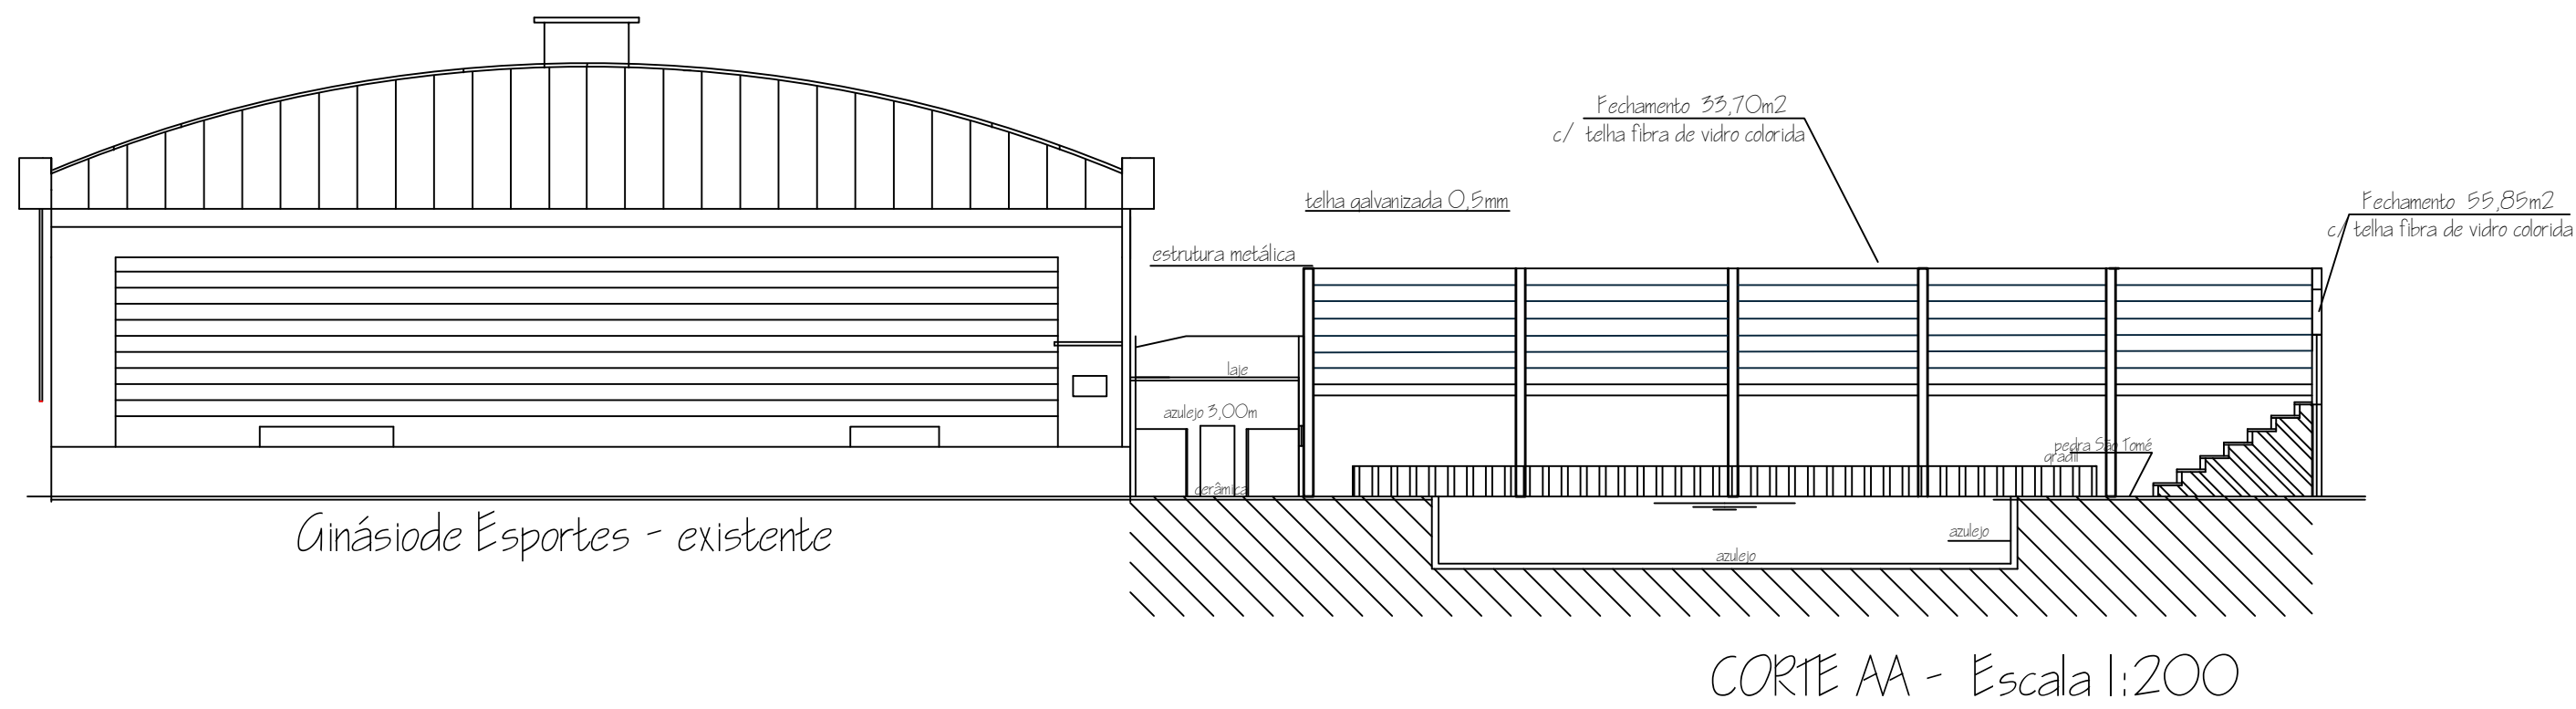 Fechamento 33,70m2
c/ telha fibra de vidro colorida
telha galvanizada 0,5mm
Fechamento 55,85m2
c/ telha fibra de vidro colorida
estrutura metálica
laje
azulejo 3,00m
pedra São Tomé
gradil
cerâmica
azulejo
azulejo
Ginásiode Esportes - existente
CORTE AA - Escala 1:200